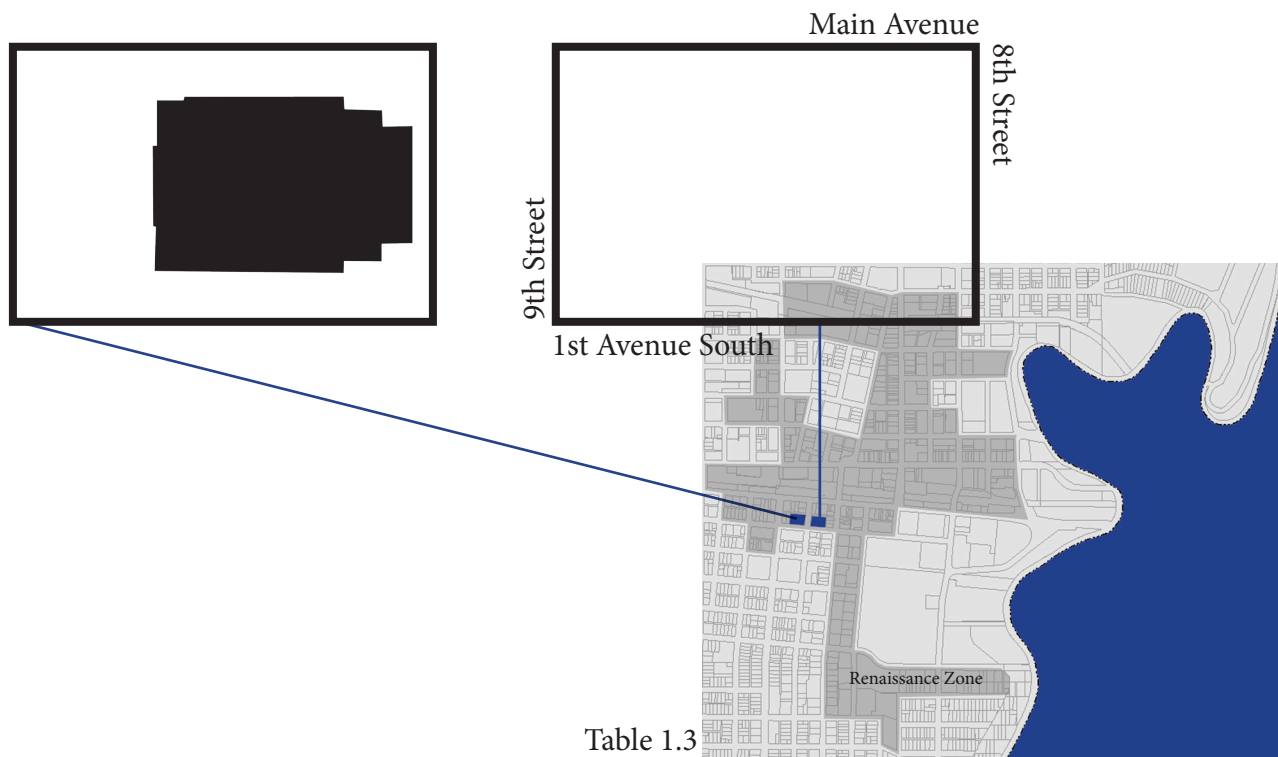 Main Avenue
8th Street
9th Street
1st Avenue South
Renaissance Zone
Table 1.3